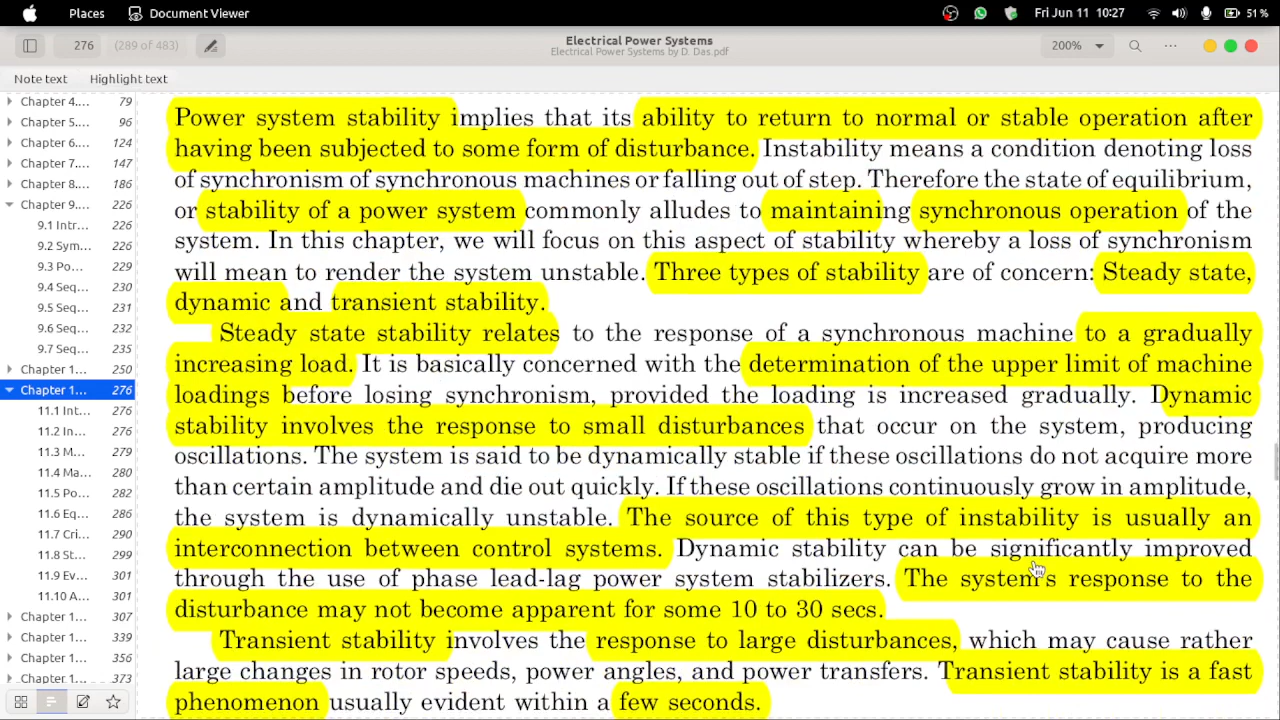 Places Document Viewer Fri Jun 11 10:27 51 %
276 (289 of 483) Electrical Power Systems 200%
Electrical Power Systems by D. Das.pdf
Note text Highlight text
Chapter 4.... 79
Chapter 5.... 96
Chapter 6.... 124
Chapter 7.... 147
Chapter 8.... 186
Chapter 9.... 226
9.1 Intr... 226
9.2 Sym... 226
9.3 Po... 229
9.4 Seq... 230
9.5 Seq... 231
9.6 Seq... 232
9.7 Seq... 235
Chapter 1... 250
Chapter 1... 276
11.1 Int... 276
11.2 In... 276
11.3 M... 279
11.4 Ma... 280
11.5 Po... 282
11.6 Eq... 286
11.7 Cri... 290
11.8 St... 299
11.9 Ev... 301
11.10 A... 301
Chapter 1... 307
Chapter 1... 339
Chapter 1... 356
Chapter 1... 373
Power system stability implies that its ability to return to normal or stable operation after
having been subjected to some form of disturbance. Instability means a condition denoting loss
of synchronism of synchronous machines or falling out of step. Therefore the state of equilibrium,
or stability of a power system commonly alludes to maintaining synchronous operation of the
system. In this chapter, we will focus on this aspect of stability whereby a loss of synchronism
will mean to render the system unstable. Three types of stability are of concern: Steady state,
dynamic and transient stability.
Steady state stability relates to the response of a synchronous machine to a gradually
increasing load. It is basically concerned with the determination of the upper limit of machine
loadings before losing synchronism, provided the loading is increased gradually. Dynamic
stability involves the response to small disturbances that occur on the system, producing
oscillations. The system is said to be dynamically stable if these oscillations do not acquire more
than certain amplitude and die out quickly. If these oscillations continuously grow in amplitude,
the system is dynamically unstable. The source of this type of instability is usually an
interconnection between control systems. Dynamic stability can be significantly improved
through the use of phase lead-lag power system stabilizers. The system's response to the
disturbance may not become apparent for some 10 to 30 secs.
Transient stability involves the response to large disturbances, which may cause rather
large changes in rotor speeds, power angles, and power transfers. Transient stability is a fast
phenomenon usually evident within a few seconds.